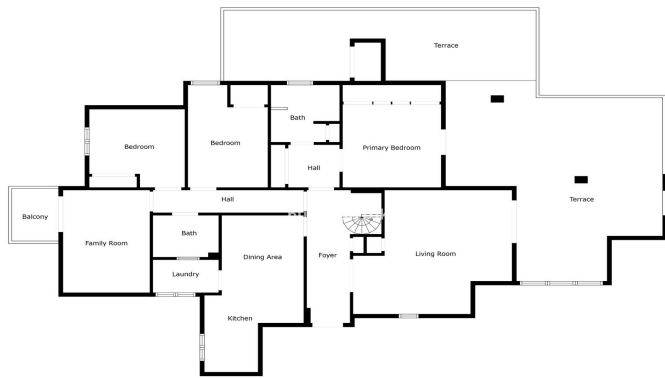 Terrace
Bath
Bedroom
Bedroom
Primary Bedroom
Hall
Hall
Terrace
Balcony
Family Room
Bath
Dining Area
Foyer
Living Room
Laundry
Kitchen